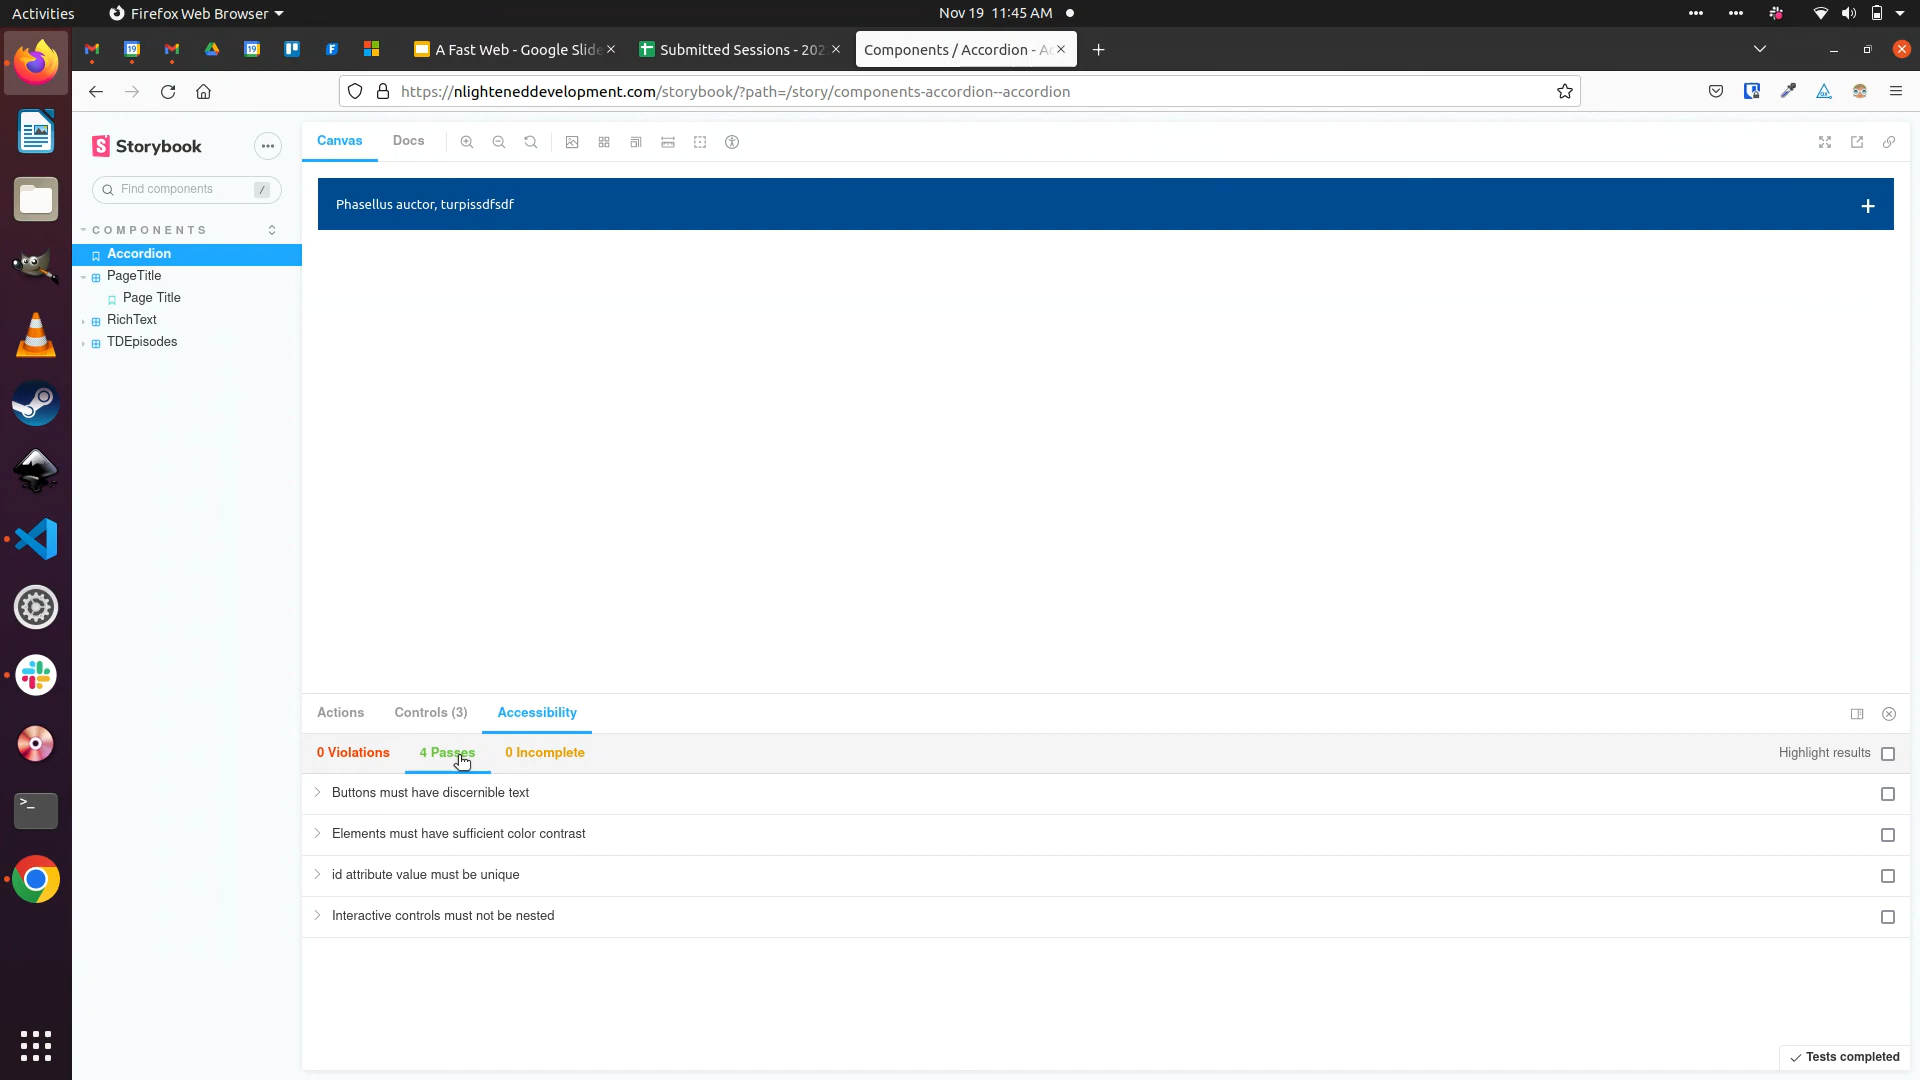 Activities
Firefox Web Browser
Nov 19 11:45 AM
A Fast Web - Google Slide
Submitted Sessions - 202
Components / Accordion - Ac
https://nlighteneddevelopment.com/storybook/?path=/story/components-accordion--accordion
Storybook
Find components
/
COMPONENTS
Accordion
PageTitle
Page Title
RichText
TDEpisodes
Canvas
Docs
Phasellus auctor, turpissdfsdf
+
Actions
Controls (3)
Accessibility
0 Violations
4 Passes
0 Incomplete
Highlight results
Buttons must have discernible text
Elements must have sufficient color contrast
id attribute value must be unique
Interactive controls must not be nested
Tests completed